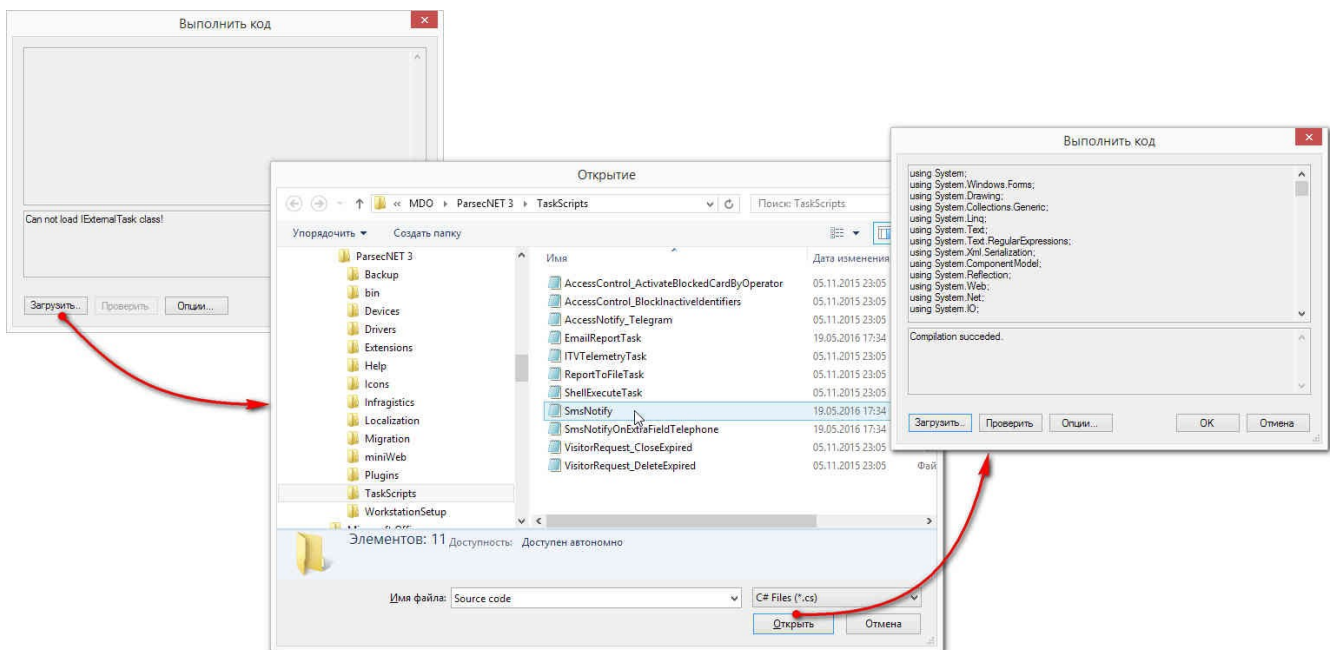 Выполнить код
Can not load IExternalTask class!
Загрузить..
Проверить
Опции...
Открытие
« MDO ParsecNET 3 TaskScripts
Поиск: TaskScripts
Упорядочить
Создать папку
ParsecNET 3
Backup
bin
Devices
Drivers
Extensions
Help
Icons
Infragistics
Localization
Migration
miniWeb
Plugins
TaskScripts
WorkstationSetup
Имя
Дата изменения
AccessControl_ActivateBlockedCardByOperator 05.11.2015 23:05
AccessControl_BlockInactiveIdentifiers 05.11.2015 23:05
AccessNotify_Telegram 05.11.2015 23:05
EmailReportTask 19.05.2016 17:34
ITVTelemetryTask 05.11.2015 23:05
ReportToFileTask 05.11.2015 23:05
ShellExecuteTask 05.11.2015 23:05
SmsNotify 19.05.2016 17:34
SmsNotifyOnExtraFieldTelephone 19.05.2016 17:34
VisitorRequest_CloseExpired 05.11.2015 23:05
VisitorRequest_DeleteExpired 05.11.2015 23:05 Фай
Элементов: 11 Доступность: Доступен автономно
Имя файла: Source code
C# Files (*.cs)
Открыть
Отмена
Выполнить код
using System;
using System.Windows.Forms;
using System.Drawing;
using System.Collections.Generic;
using System.Linq;
using System.Text;
using System.Text.RegularExpressions;
using System.Xml.Serialization;
using System.ComponentModel;
using System.Reflection;
using System.Web;
using System.Net;
using System.IO;
Compilation succeded.
Загрузить..
Проверить
Опции...
OK
Отмена